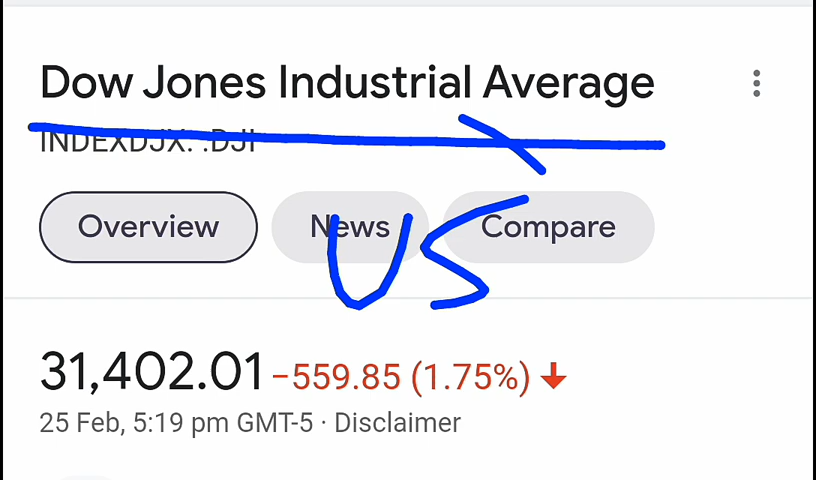 Dow Jones Industrial Average
INDEXDJX: .DJI
Overview News Compare
US
31,402.01 −559.85 (1.75%) ↓
25 Feb, 5:19 pm GMT-5 · Disclaimer